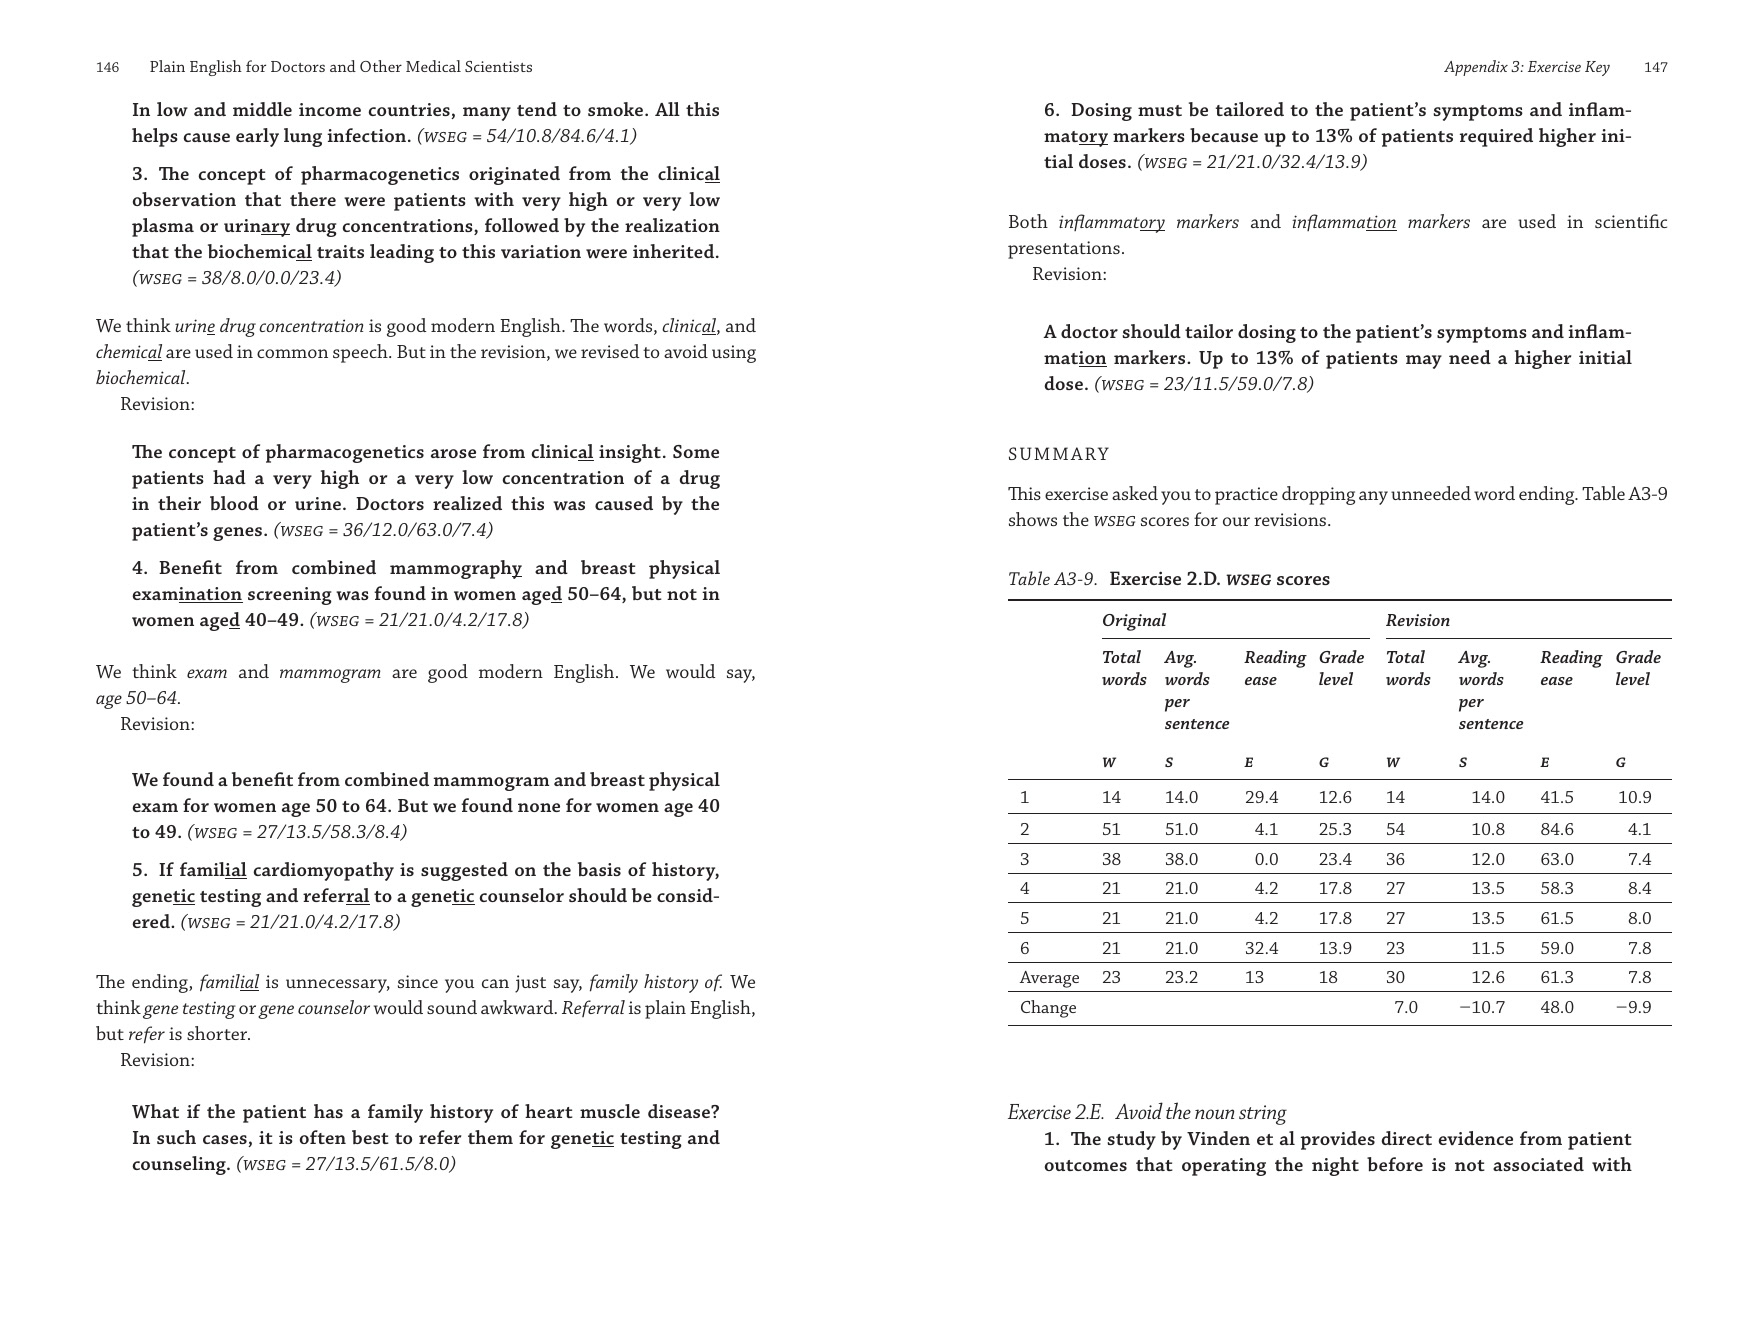 146 Plain English for Doctors and Other Medical Scientists
In low and middle income countries, many tend to smoke. All this
helps cause early lung infection. (WSEG = 54/10.8/84.6/4.1)
3. The concept of pharmacogenetics originated from the clinical
observation that there were patients with very high or very low
plasma or urinary drug concentrations, followed by the realization
that the biochemical traits leading to this variation were inherited.
(WSEG = 38/8.0/0.0/23.4)
We think urine drug concentration is good modern English. The words, clinical, and
chemical are used in common speech. But in the revision, we revised to avoid using
biochemical.
Revision:
The concept of pharmacogenetics arose from clinical insight. Some
patients had a very high or a very low concentration of a drug
in their blood or urine. Doctors realized this was caused by the
patient’s genes. (WSEG = 36/12.0/63.0/7.4)
4. Benefit from combined mammography and breast physical
examination screening was found in women aged 50–64, but not in
women aged 40–49. (WSEG = 21/21.0/4.2/17.8)
We think exam and mammogram are good modern English. We would say,
age 50–64.
Revision:
We found a benefit from combined mammogram and breast physical
exam for women age 50 to 64. But we found none for women age 40
to 49. (WSEG = 27/13.5/58.3/8.4)
5. If familial cardiomyopathy is suggested on the basis of history,
genetic testing and referral to a genetic counselor should be consid-
ered. (WSEG = 21/21.0/4.2/17.8)
The ending, familial is unnecessary, since you can just say, family history of. We
think gene testing or gene counselor would sound awkward. Referral is plain English,
but refer is shorter.
Revision:
What if the patient has a family history of heart muscle disease?
In such cases, it is often best to refer them for genetic testing and
counseling. (WSEG = 27/13.5/61.5/8.0)
Appendix 3: Exercise Key 147
6. Dosing must be tailored to the patient’s symptoms and inflam-
matory markers because up to 13% of patients required higher ini-
tial doses. (WSEG = 21/21.0/32.4/13.9)
Both inflammatory markers and inflammation markers are used in scientific
presentations.
Revision:
A doctor should tailor dosing to the patient’s symptoms and inflam-
mation markers. Up to 13% of patients may need a higher initial
dose. (WSEG = 23/11.5/59.0/7.8)
SUMMARY
This exercise asked you to practice dropping any unneeded word ending. Table A3-9
shows the WSEG scores for our revisions.
Table A3-9. Exercise 2.D. WSEG scores
Original Revision
Total Avg. Reading Grade Total Avg. Reading Grade
words words ease level words words ease level
per per
sentence sentence
W S E G W S E G
1 14 14.0 29.4 12.6 14 14.0 41.5 10.9
2 51 51.0 4.1 25.3 54 10.8 84.6 4.1
3 38 38.0 0.0 23.4 36 12.0 63.0 7.4
4 21 21.0 4.2 17.8 27 13.5 58.3 8.4
5 21 21.0 4.2 17.8 27 13.5 61.5 8.0
6 21 21.0 32.4 13.9 23 11.5 59.0 7.8
Average 23 23.2 13 18 30 12.6 61.3 7.8
Change 7.0 −10.7 48.0 −9.9
Exercise 2.E. Avoid the noun string
1. The study by Vinden et al provides direct evidence from patient
outcomes that operating the night before is not associated with